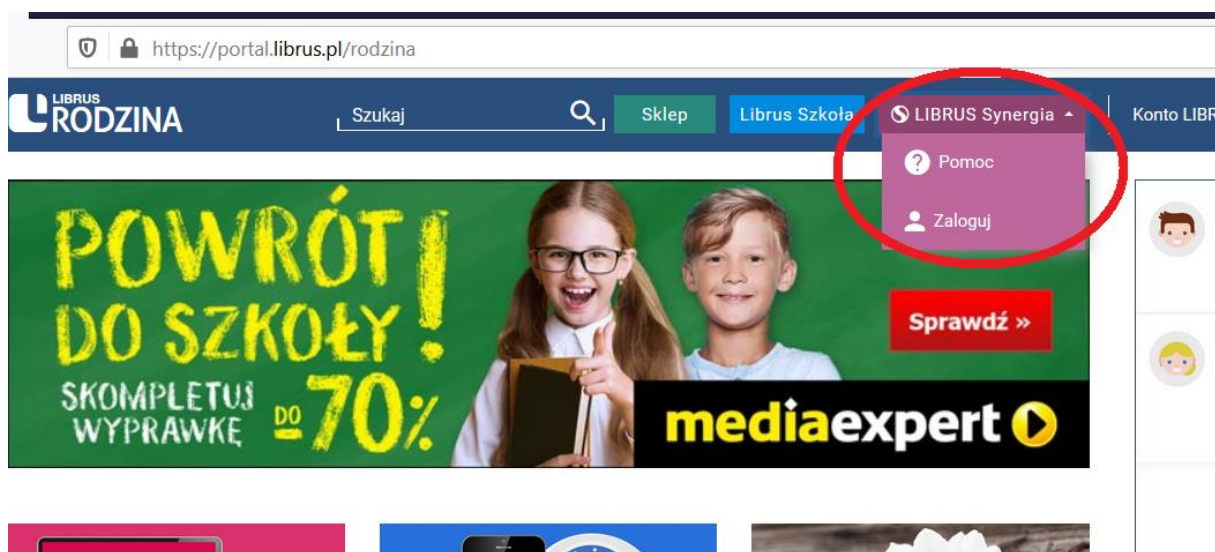 https://portal.librus.pl/rodzina
LIBRUS
RODZINA
Szukaj
Sklep
Librus Szkoła
LIBRUS Synergia
Konto LIBR
Pomoc
Zaloguj
POWRÓT!
DO SZKOŁY
SKOMPLETUJ
WYPRAWKĘ
DO
70%
Sprawdź »
mediaexpert